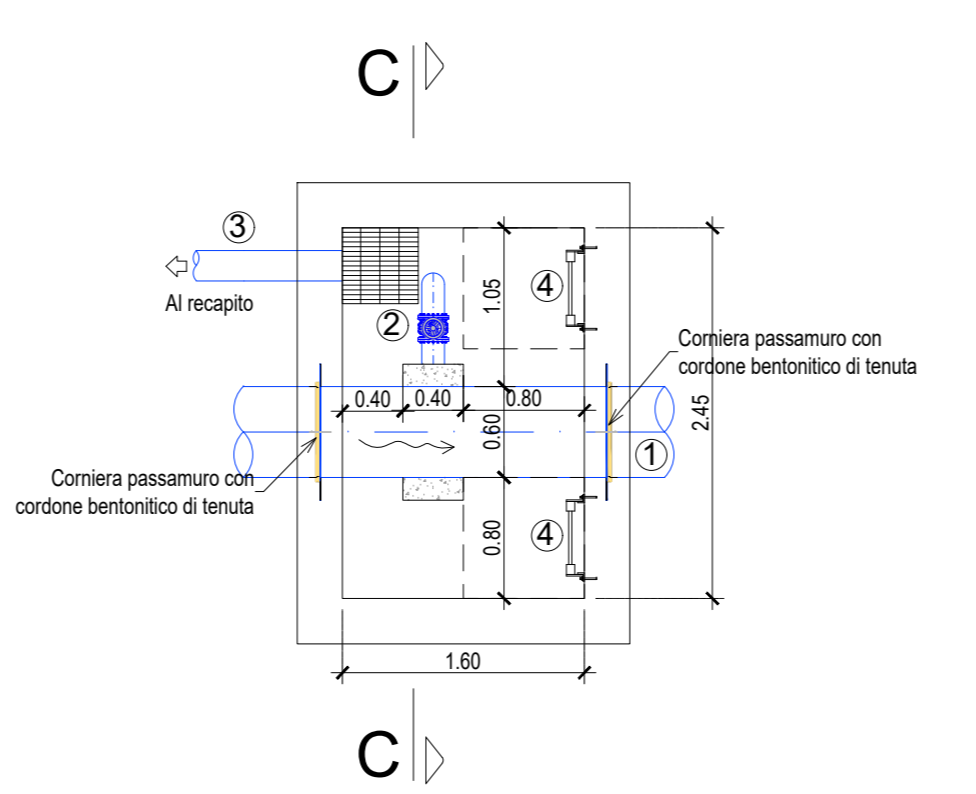 C
3
Al recapito
4
1.05
2
Corniera passamuro con
cordone bentonitico di tenuta
0.40
0.40
0.80
0.60
2.45
1
Corniera passamuro con
cordone bentonitico di tenuta
0.80
4
1.60
C